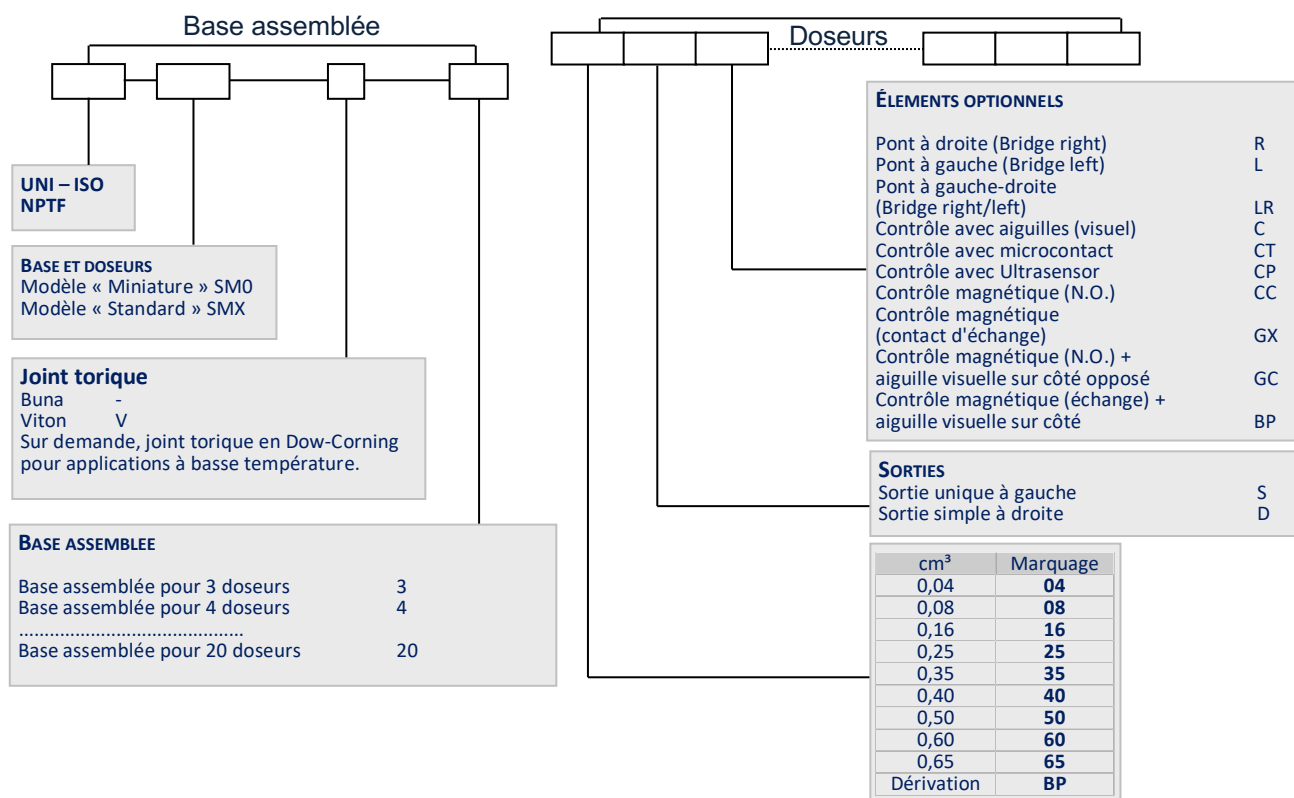 Base assemblée
UNI – ISO
NPTF
BASE ET DOSEURS
Modèle « Miniature » SM0
Modèle « Standard » SMX
Joint torique
Buna -
Viton V
Sur demande, joint torique en Dow-Corning
pour applications à basse température.
BASE ASSEMBLEE
Base assemblée pour 3 doseurs 3
Base assemblée pour 4 doseurs 4
............................................
Base assemblée pour 20 doseurs 20
Doseurs
ÉLEMENTS OPTIONNELS
Pont à droite (Bridge right) R
Pont à gauche (Bridge left) L
Pont à gauche-droite
(Bridge right/left) LR
Contrôle avec aiguilles (visuel) C
Contrôle avec microcontact CT
Contrôle avec Ultrasensor CP
Contrôle magnétique (N.O.) CC
Contrôle magnétique
(contact d'échange) GX
Contrôle magnétique (N.O.) +
aiguille visuelle sur côté opposé GC
Contrôle magnétique (échange) +
aiguille visuelle sur côté BP
SORTIES
Sortie unique à gauche S
Sortie simple à droite D
cm³ Marquage
0,04 04
0,08 08
0,16 16
0,25 25
0,35 35
0,40 40
0,50 50
0,60 60
0,65 65
Dérivation BP